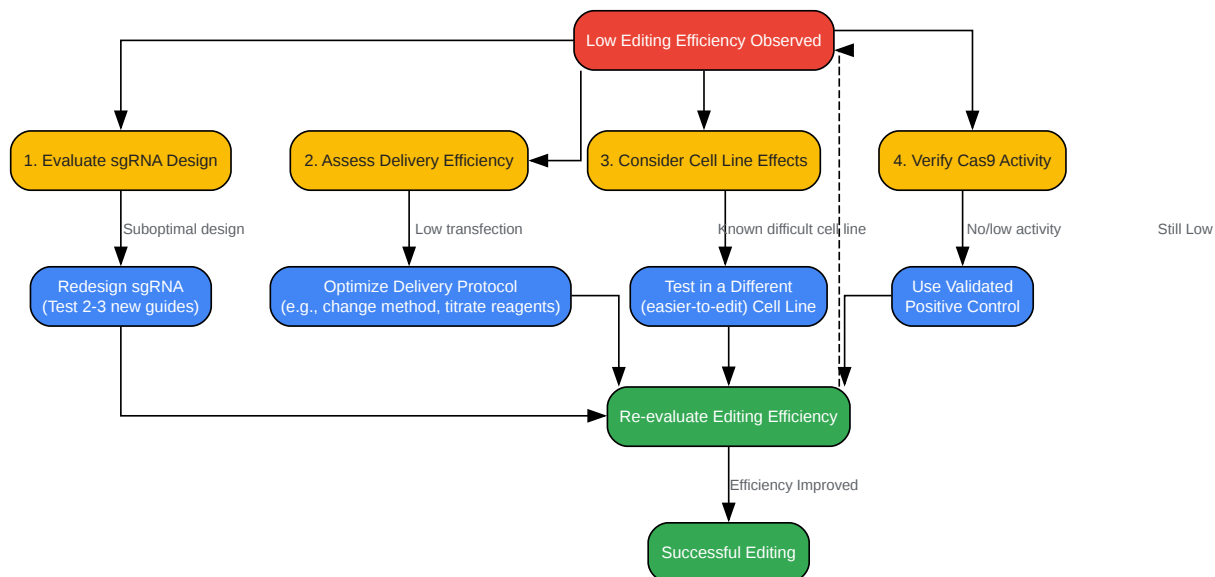 Low Editing Efficiency Observed
1. Evaluate sgRNA Design
2. Assess Delivery Efficiency
3. Consider Cell Line Effects
4. Verify Cas9 Activity
Suboptimal design
Low transfection
Known difficult cell line
No/low activity
Still Low
Redesign sgRNA
(Test 2-3 new guides)
Optimize Delivery Protocol
(e.g., change method, titrate reagents)
Test in a Different
(easier-to-edit) Cell Line
Use Validated
Positive Control
Re-evaluate Editing Efficiency
Efficiency Improved
Successful Editing